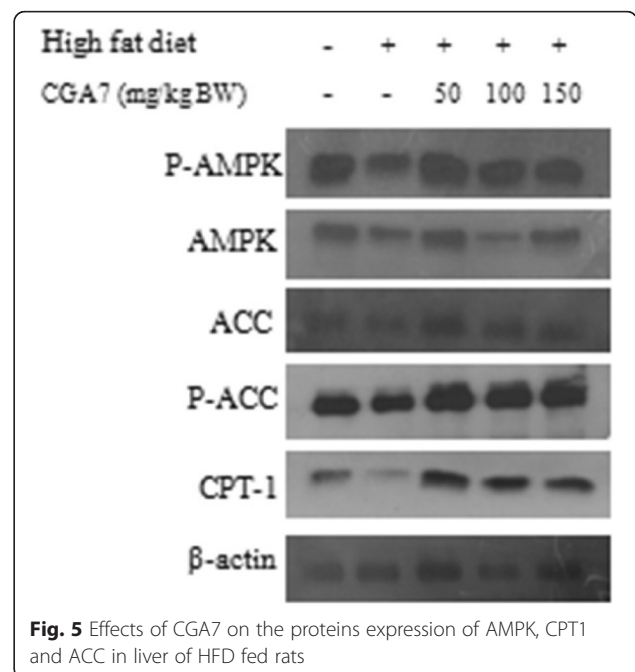 High fat diet - + + + +
CGA7 (mg/kg BW) - - 50 100 150
P-AMPK
AMPK
ACC
P-ACC
CPT-1
β-actin
Fig. 5 Effects of CGA7 on the proteins expression of AMPK, CPT1
and ACC in liver of HFD fed rats